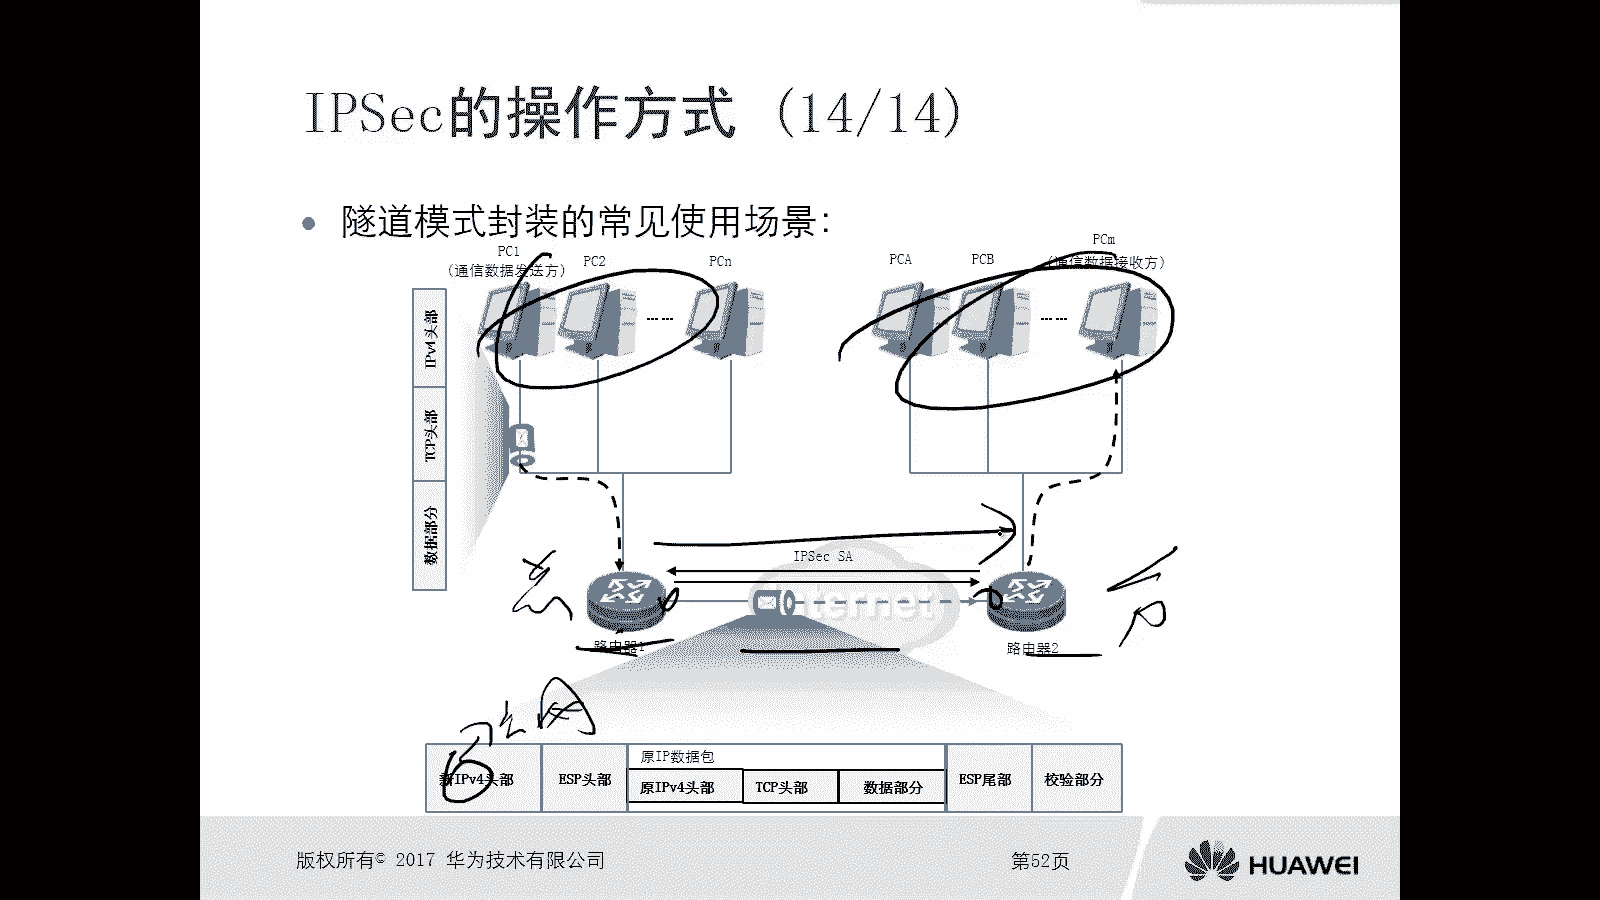 IPSec的操作方式 (14/14)
隧道模式封装的常见使用场景：
PC1
(通信数据发送方)
PC2
PCn
PCA
PCB
PCm
(通信数据接收方)
IPv4头部
TCP头部
数据部分
IPSec SA
Internet
路由器1
路由器2
新IPv4头部
ESP头部
原IP数据包
原IPv4头部
TCP头部
数据部分
ESP尾部
校验部分
版权所有© 2017 华为技术有限公司
第52页
HUAWEI